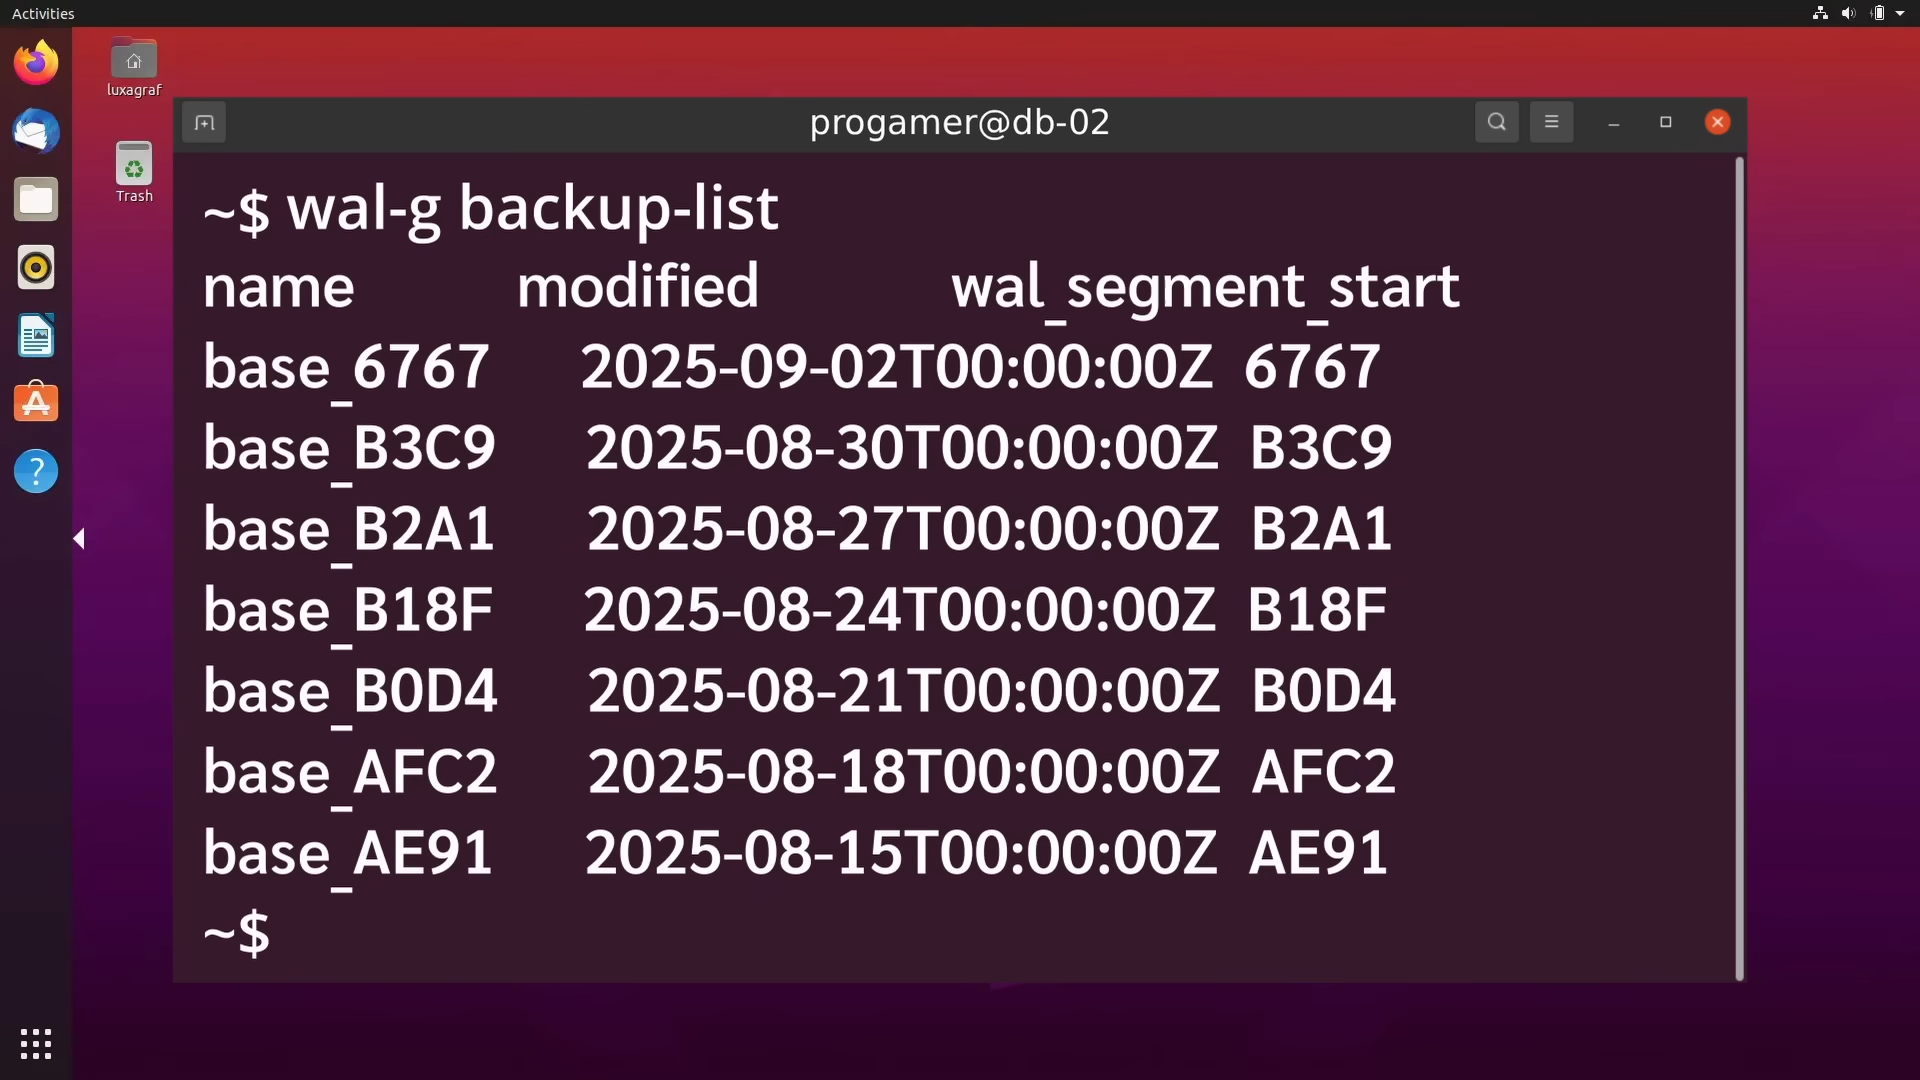 Activities
luxagraf
Trash
progamer@db-02
~$ wal-g backup-list
name modified wal_segment_start
base_6767 2025-09-02T00:00:00Z 6767
base_B3C9 2025-08-30T00:00:00Z B3C9
base_B2A1 2025-08-27T00:00:00Z B2A1
base_B18F 2025-08-24T00:00:00Z B18F
base_B0D4 2025-08-21T00:00:00Z B0D4
base_AFC2 2025-08-18T00:00:00Z AFC2
base_AE91 2025-08-15T00:00:00Z AE91
~$